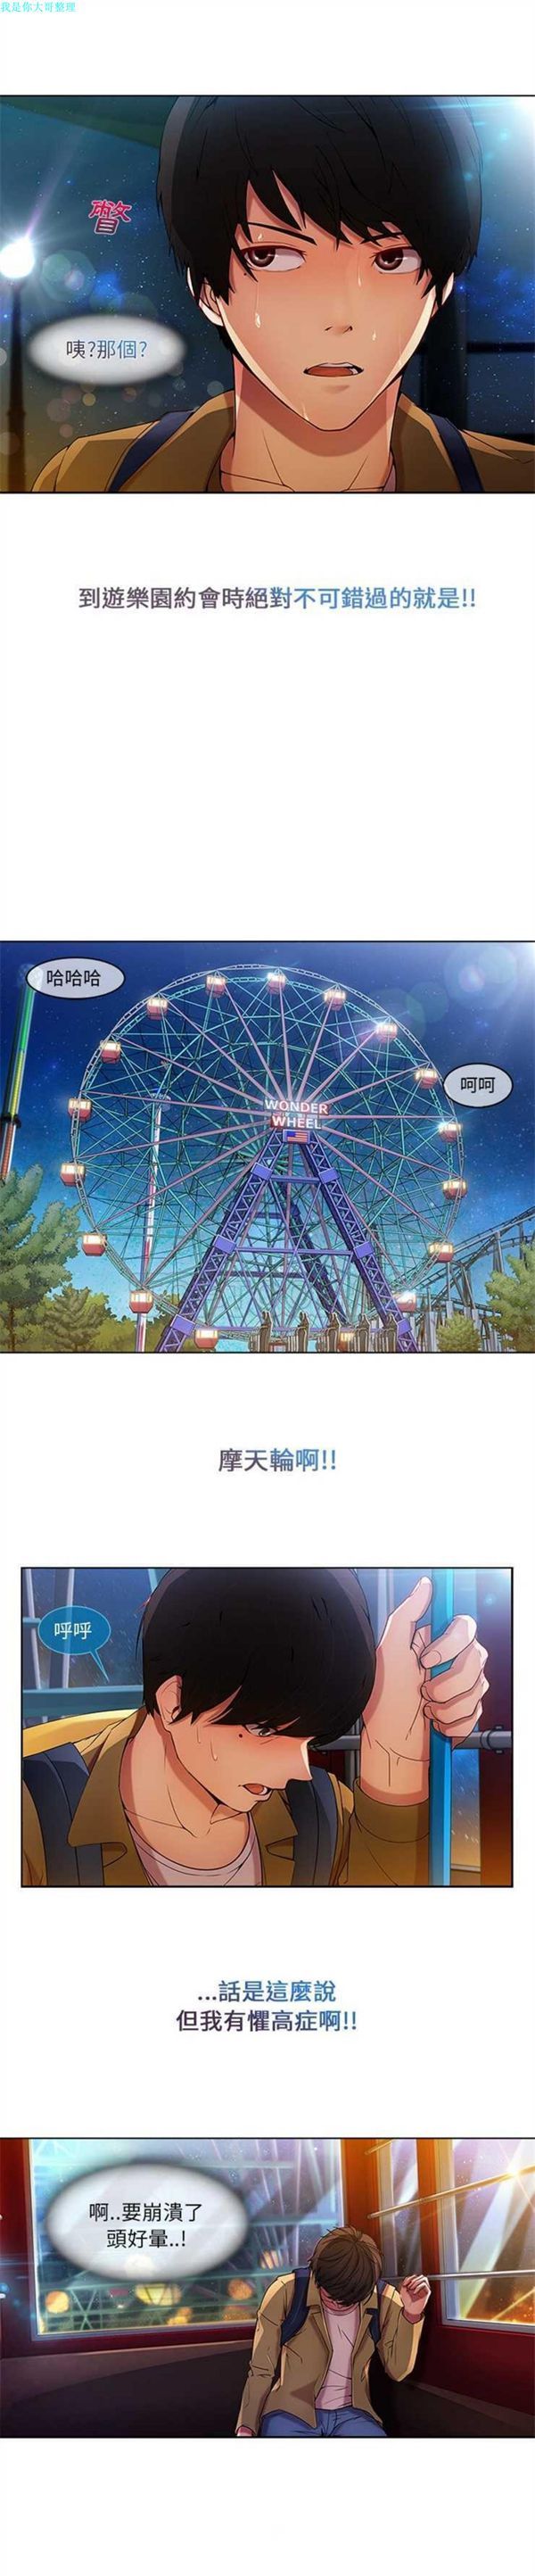 我是你大哥整理
瞥
咦?那個?
到遊樂園約會時絕對不可錯過的就是!!
哈哈哈
呵呵
WONDER
WHEEL
摩天輪啊!!
呼呼
...話是這麼說
但我有懼高症啊!!
啊..要崩潰了
頭好暈..!